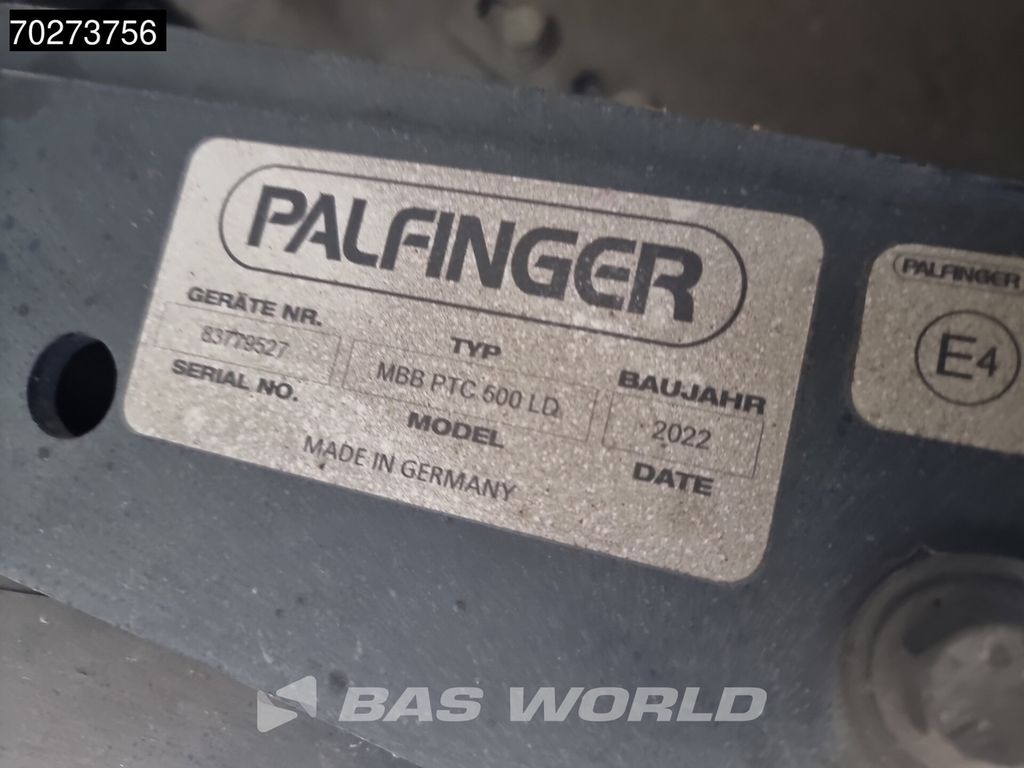 70273756
PALFINGER
GERÄTE NR.
83779527
SERIAL NO.
TYP
MBB PTC 500 LD
MODEL
BAUJAHR
2022
DATE
MADE IN GERMANY
PALFINGER
E4
BAS WORLD